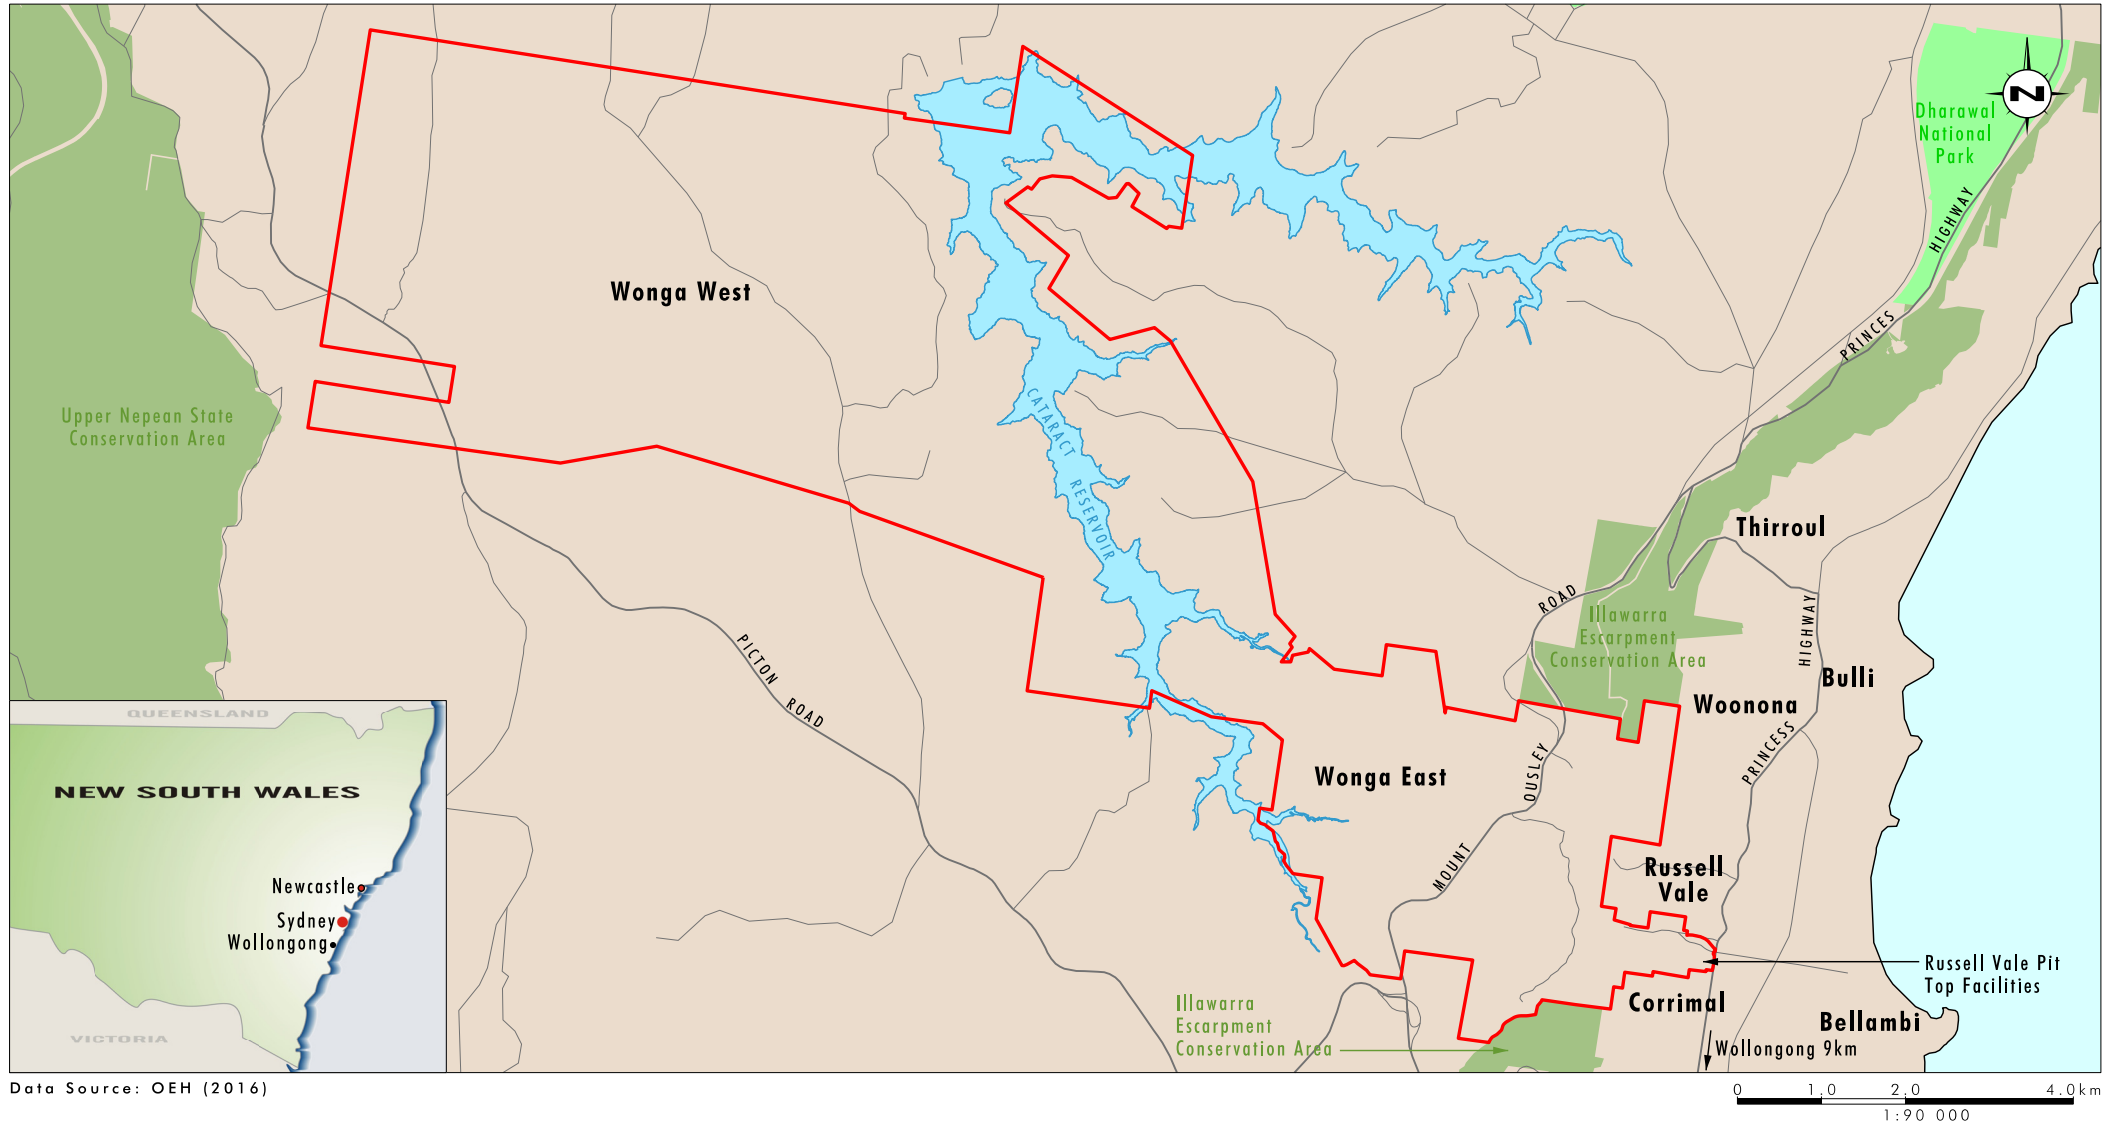 Dharawal
National
Park
N
HIGHWAY
PRINCES
Wonga West
Upper Nepean State
Conservation Area
CATARACT RESERVOIR
Thirroul
ROAD
Illawarra
Escarpment
Conservation Area
HIGHWAY
Bulli
Woonona
PICTON ROAD
PRINCESS
OUSLEY
Wonga East
MOUNT
Russell
Vale
QUEENSLAND
NEW SOUTH WALES
Newcastle
Sydney
Wollongong
VICTORIA
Russell Vale Pit
Top Facilities
Corrimal
Illawarra
Escarpment
Conservation Area
Bellambi
Wollongong 9km
Data Source: OEH (2016)
0 1.0 2.0 4.0km
1:90 000